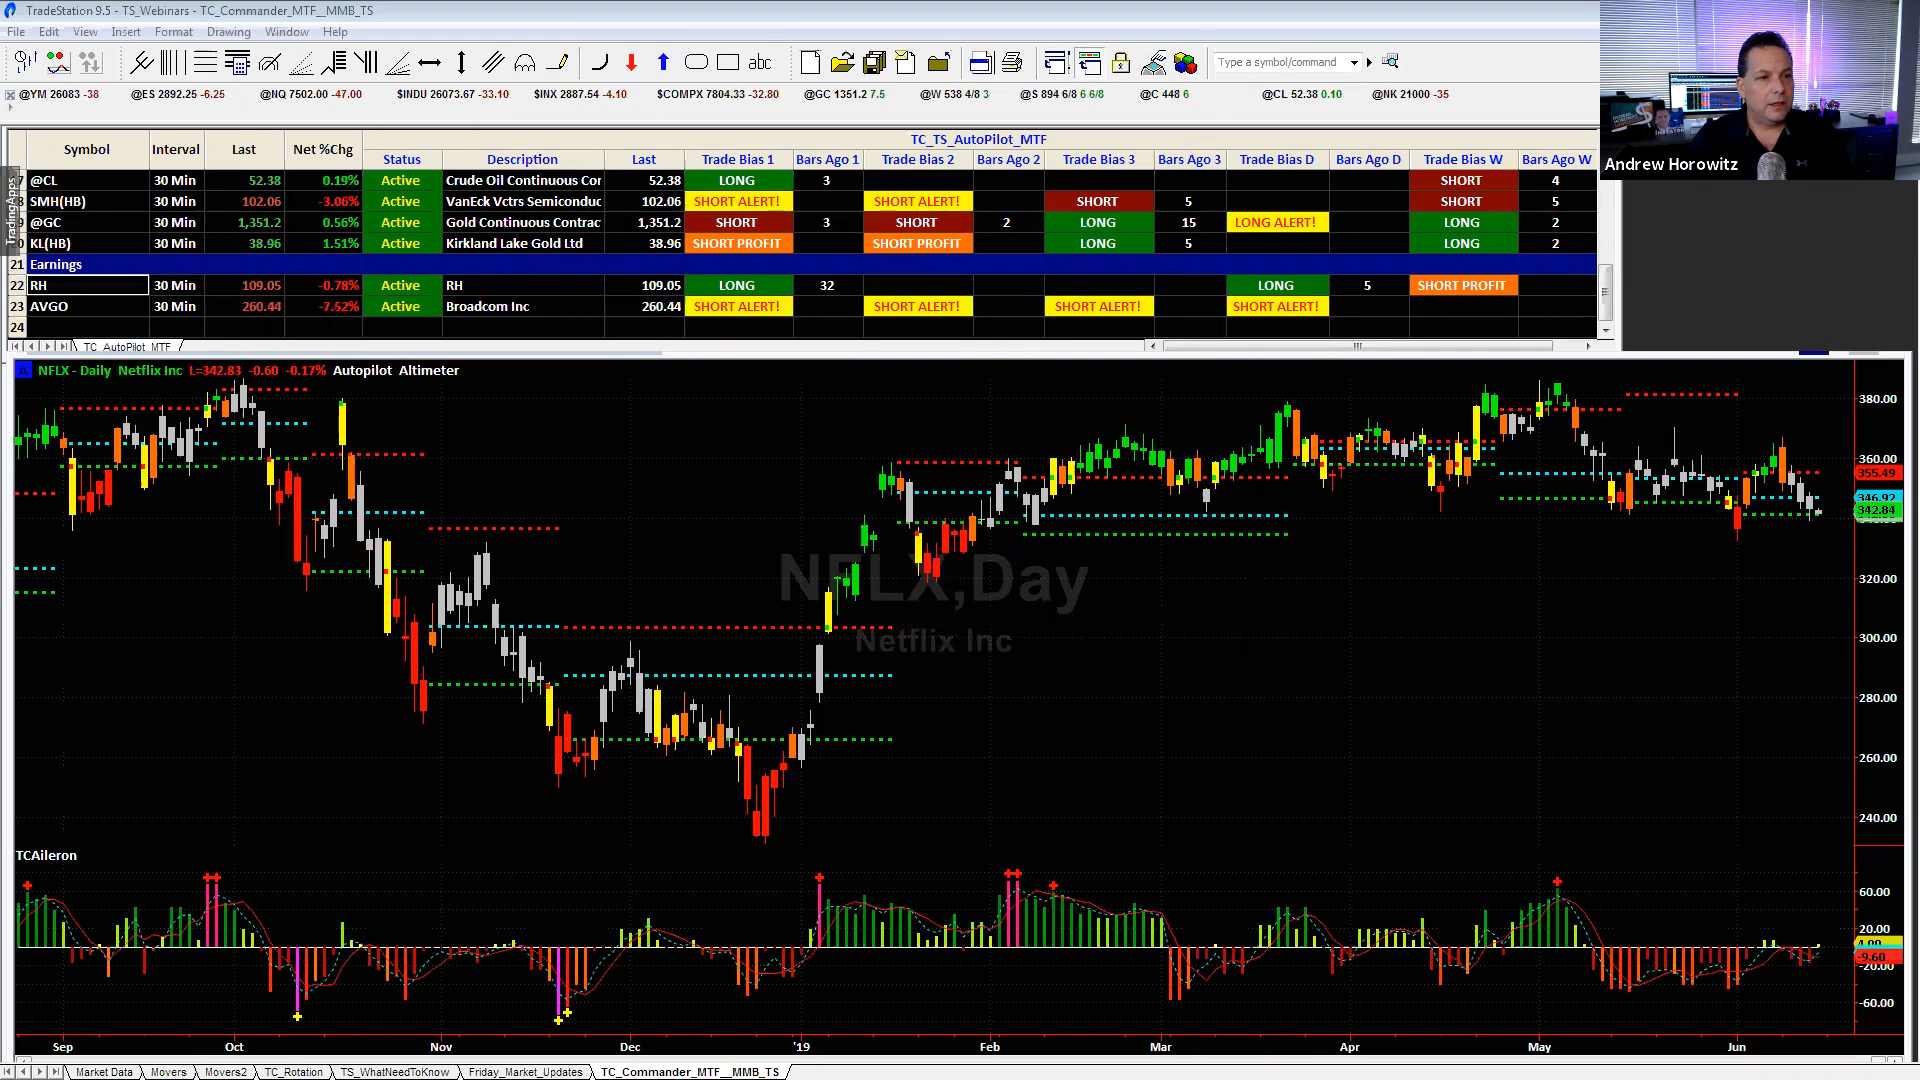 TradeStation 9.5 - TS_Webinars - TC_Commander_MTF__MMB_TS
File Edit View Insert Format Drawing Window Help
abc Type a symbol/command
@YM 26083 -38 @ES 2892.25 -6.25 @NQ 7502.00 -47.00 $INDU 26073.67 -33.10 $INX 2887.54 -4.10 $COMPX 7804.33 -32.80 @GC 1351.2 7.5 @W 538 4/8 3 @S 894 6/8 6 6/8 @C 448 6 @CL 52.38 0.10 @NK 21000 -35
Andrew Horowitz
TradingApps
TC_TS_AutoPilot_MTF
Symbol Interval Last Net %Chg Status Description Last Trade Bias 1 Bars Ago 1 Trade Bias 2 Bars Ago 2 Trade Bias 3 Bars Ago 3 Trade Bias D Bars Ago D Trade Bias W Bars Ago W
@CL 30 Min 52.38 0.19% Active Crude Oil Continuous Cor 52.38 LONG 3 SHORT 4
SMH(HB) 30 Min 102.06 -3.06% Active VanEck Vctrs Semiconduc 102.06 SHORT ALERT! SHORT ALERT! SHORT 5 SHORT 5
@GC 30 Min 1,351.2 0.56% Active Gold Continuous Contrac 1,351.2 SHORT 3 SHORT 2 LONG 15 LONG ALERT! LONG 2
KL(HB) 30 Min 38.96 1.51% Active Kirkland Lake Gold Ltd 38.96 SHORT PROFIT SHORT PROFIT LONG 5 LONG 2
21 Earnings
22 RH 30 Min 109.05 -0.78% Active RH 109.05 LONG 32 LONG 5 SHORT PROFIT
23 AVGO 30 Min 260.44 -7.52% Active Broadcom Inc 260.44 SHORT ALERT! SHORT ALERT! SHORT ALERT! SHORT ALERT!
24
TC_AutoPilot_MTF
A NFLX - Daily Netflix Inc L=342.83 -0.60 -0.17% Autopilot Altimeter
380.00
360.00
355.49
346.92
342.84
320.00
300.00
280.00
260.00
240.00
NFLX,Day
Netflix Inc
TCAileron
60.00
20.00
4.00
-9.60
-20.00
-60.00
Sep Oct Nov Dec '19 Feb Mar Apr May Jun
Market Data Movers Movers2 TC_Rotation TS_WhatNeedToKnow Friday_Market_Updates TC_Commander_MTF__MMB_TS